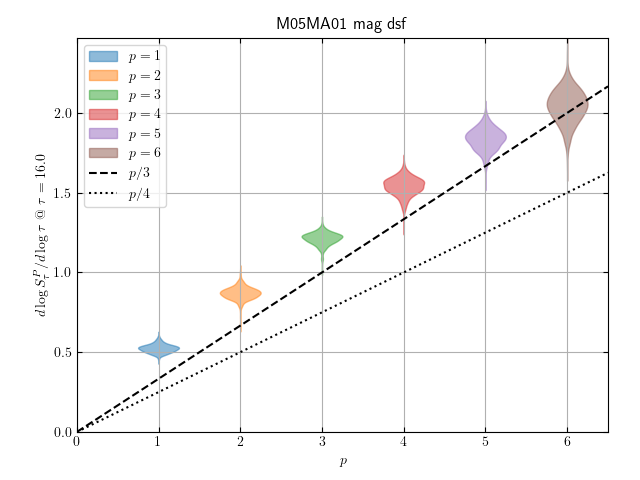 M05MA01 mag dsf
p = 1
p = 2
p = 3
p = 4
p = 5
p = 6
p/3
p/4
d log S_τ^P / d log τ @ τ = 16.0
2.0
1.5
1.0
0.5
0.0
0 1 2 3 4 5 6
p